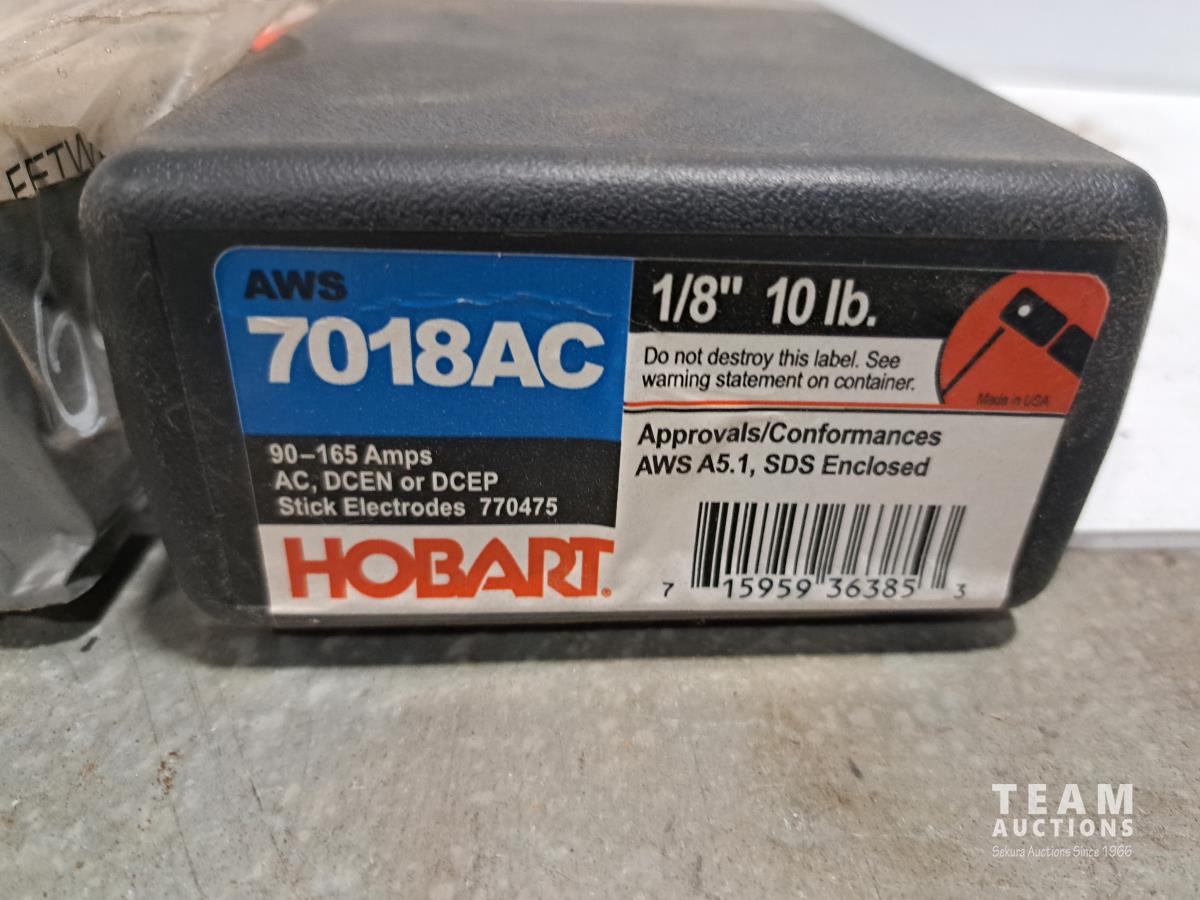 AWS
7018AC
90–165 Amps
AC, DCEN or DCEP
Stick Electrodes 770475
HOBART®
1/8" 10 lb.
Do not destroy this label. See
warning statement on container.
Made in USA
Approvals/Conformances
AWS A5.1, SDS Enclosed
7 15959 36385 3
TEAM
AUCTIONS
Sekura Auctions Since 1966